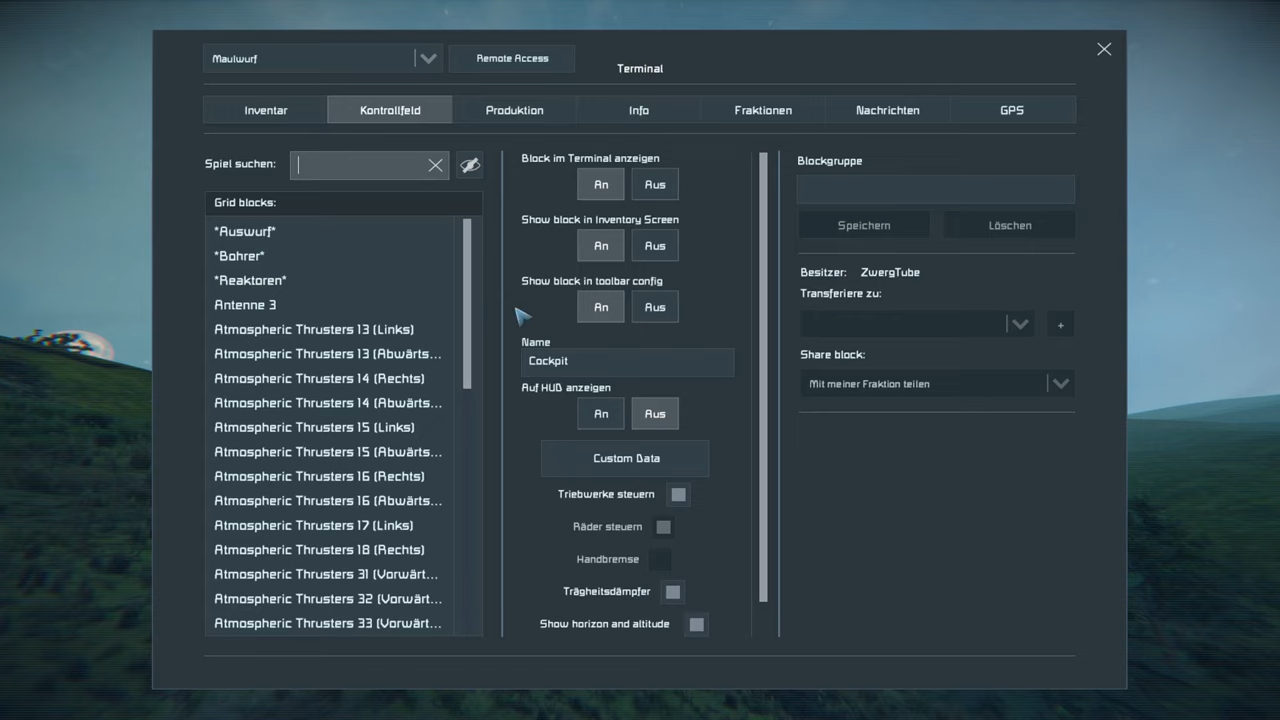 Maulwurf
Remote Access
Terminal
Inventar
Kontrollfeld
Produktion
Info
Fraktionen
Nachrichten
GPS
Spiel suchen:
Grid blocks:
*Auswurf*
*Bohrer*
*Reaktoren*
Antenne 3
Atmospheric Thrusters 13 (Links)
Atmospheric Thrusters 13 (Abwärts...
Atmospheric Thrusters 14 (Rechts)
Atmospheric Thrusters 14 (Abwärts...
Atmospheric Thrusters 15 (Links)
Atmospheric Thrusters 15 (Abwärts...
Atmospheric Thrusters 16 (Rechts)
Atmospheric Thrusters 16 (Abwärts...
Atmospheric Thrusters 17 (Links)
Atmospheric Thrusters 18 (Rechts)
Atmospheric Thrusters 31 (Vorwärt...
Atmospheric Thrusters 32 (Vorwärt...
Atmospheric Thrusters 33 (Vorwärt...
Block im Terminal anzeigen
An Aus
Show block in Inventory Screen
An Aus
Show block in toolbar config
An Aus
Name
Cockpit
Auf HUD anzeigen
An Aus
Custom Data
Triebwerke steuern
Räder steuern
Handbremse
Trägheitsdämpfer
Show horizon and altitude
Blockgruppe
Speichern Löschen
Besitzer: ZwergTube
Transferiere zu:
+
Share block:
Mit meiner Fraktion teilen